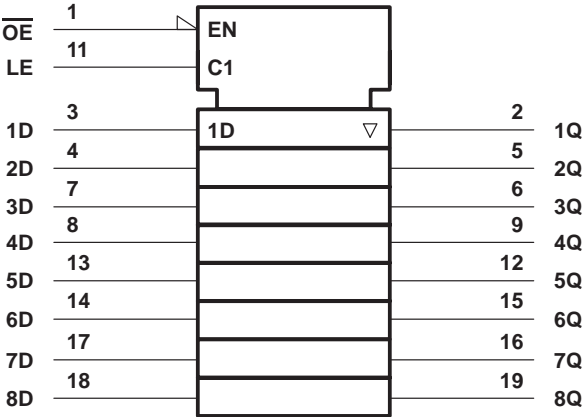 OE 1 EN
LE 11 C1
1D 3 1D ▽ 2 1Q
2D 4 5 2Q
3D 7 6 3Q
4D 8 9 4Q
5D 13 12 5Q
6D 14 15 6Q
7D 17 16 7Q
8D 18 19 8Q